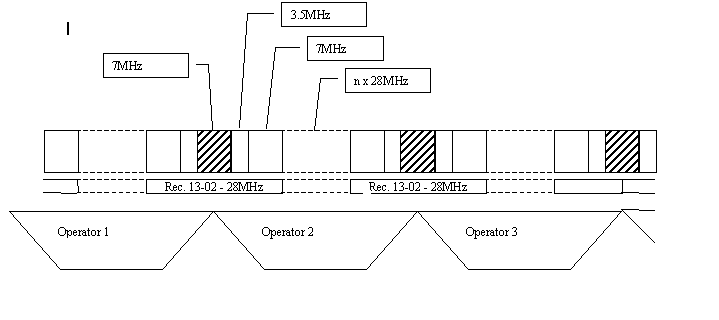 3.5MHz
7MHz
7MHz
n x 28MHz
Rec. 13-02 - 28MHz
Rec. 13-02 - 28MHz
Operator 1
Operator 2
Operator 3